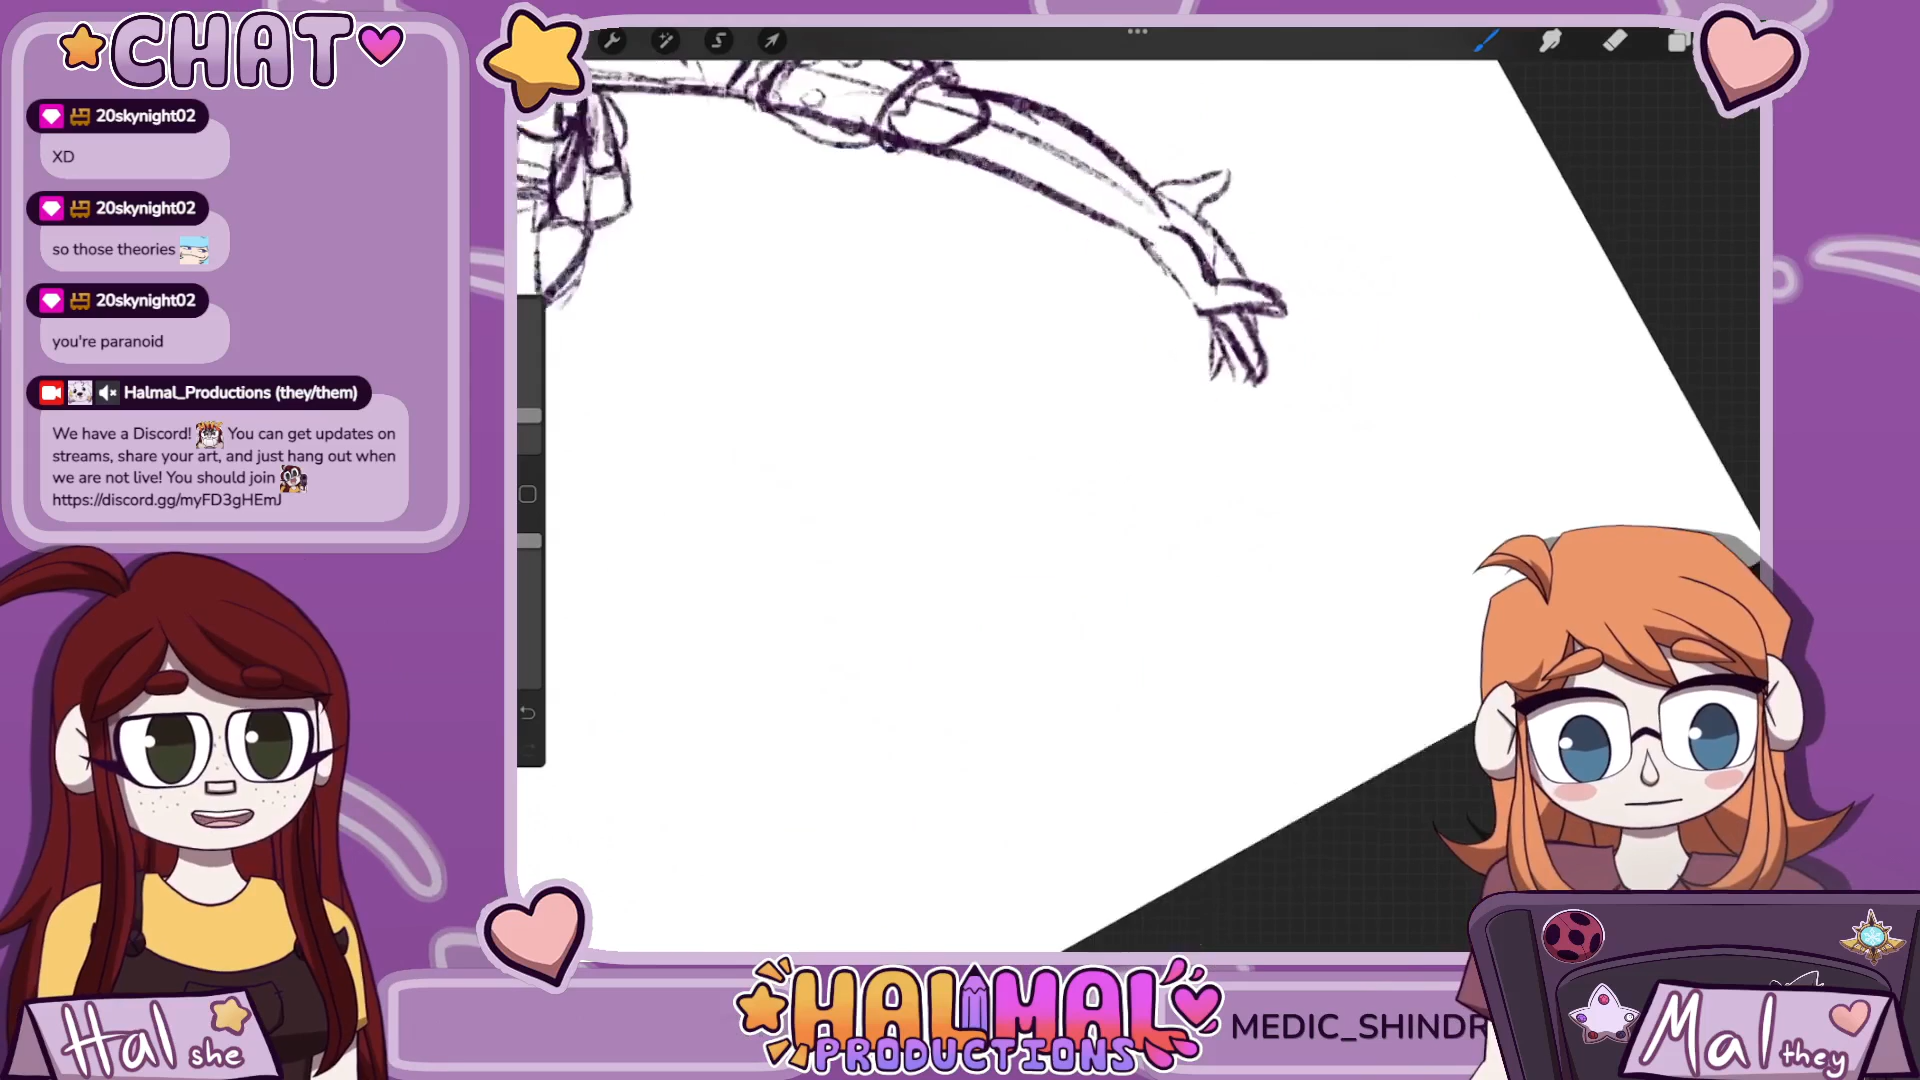 CHAT
20skynight02
XD
20skynight02
so those theories
20skynight02
you're paranoid
Halmal_Productions (they/them)
We have a Discord! You can get updates on
streams, share your art, and just hang out when
we are not live! You should join
https://discord.gg/myFD3gHEmJ
Hal she
HALMAL
PRODUCTIONS
MEDIC_SHINDR
Mal they